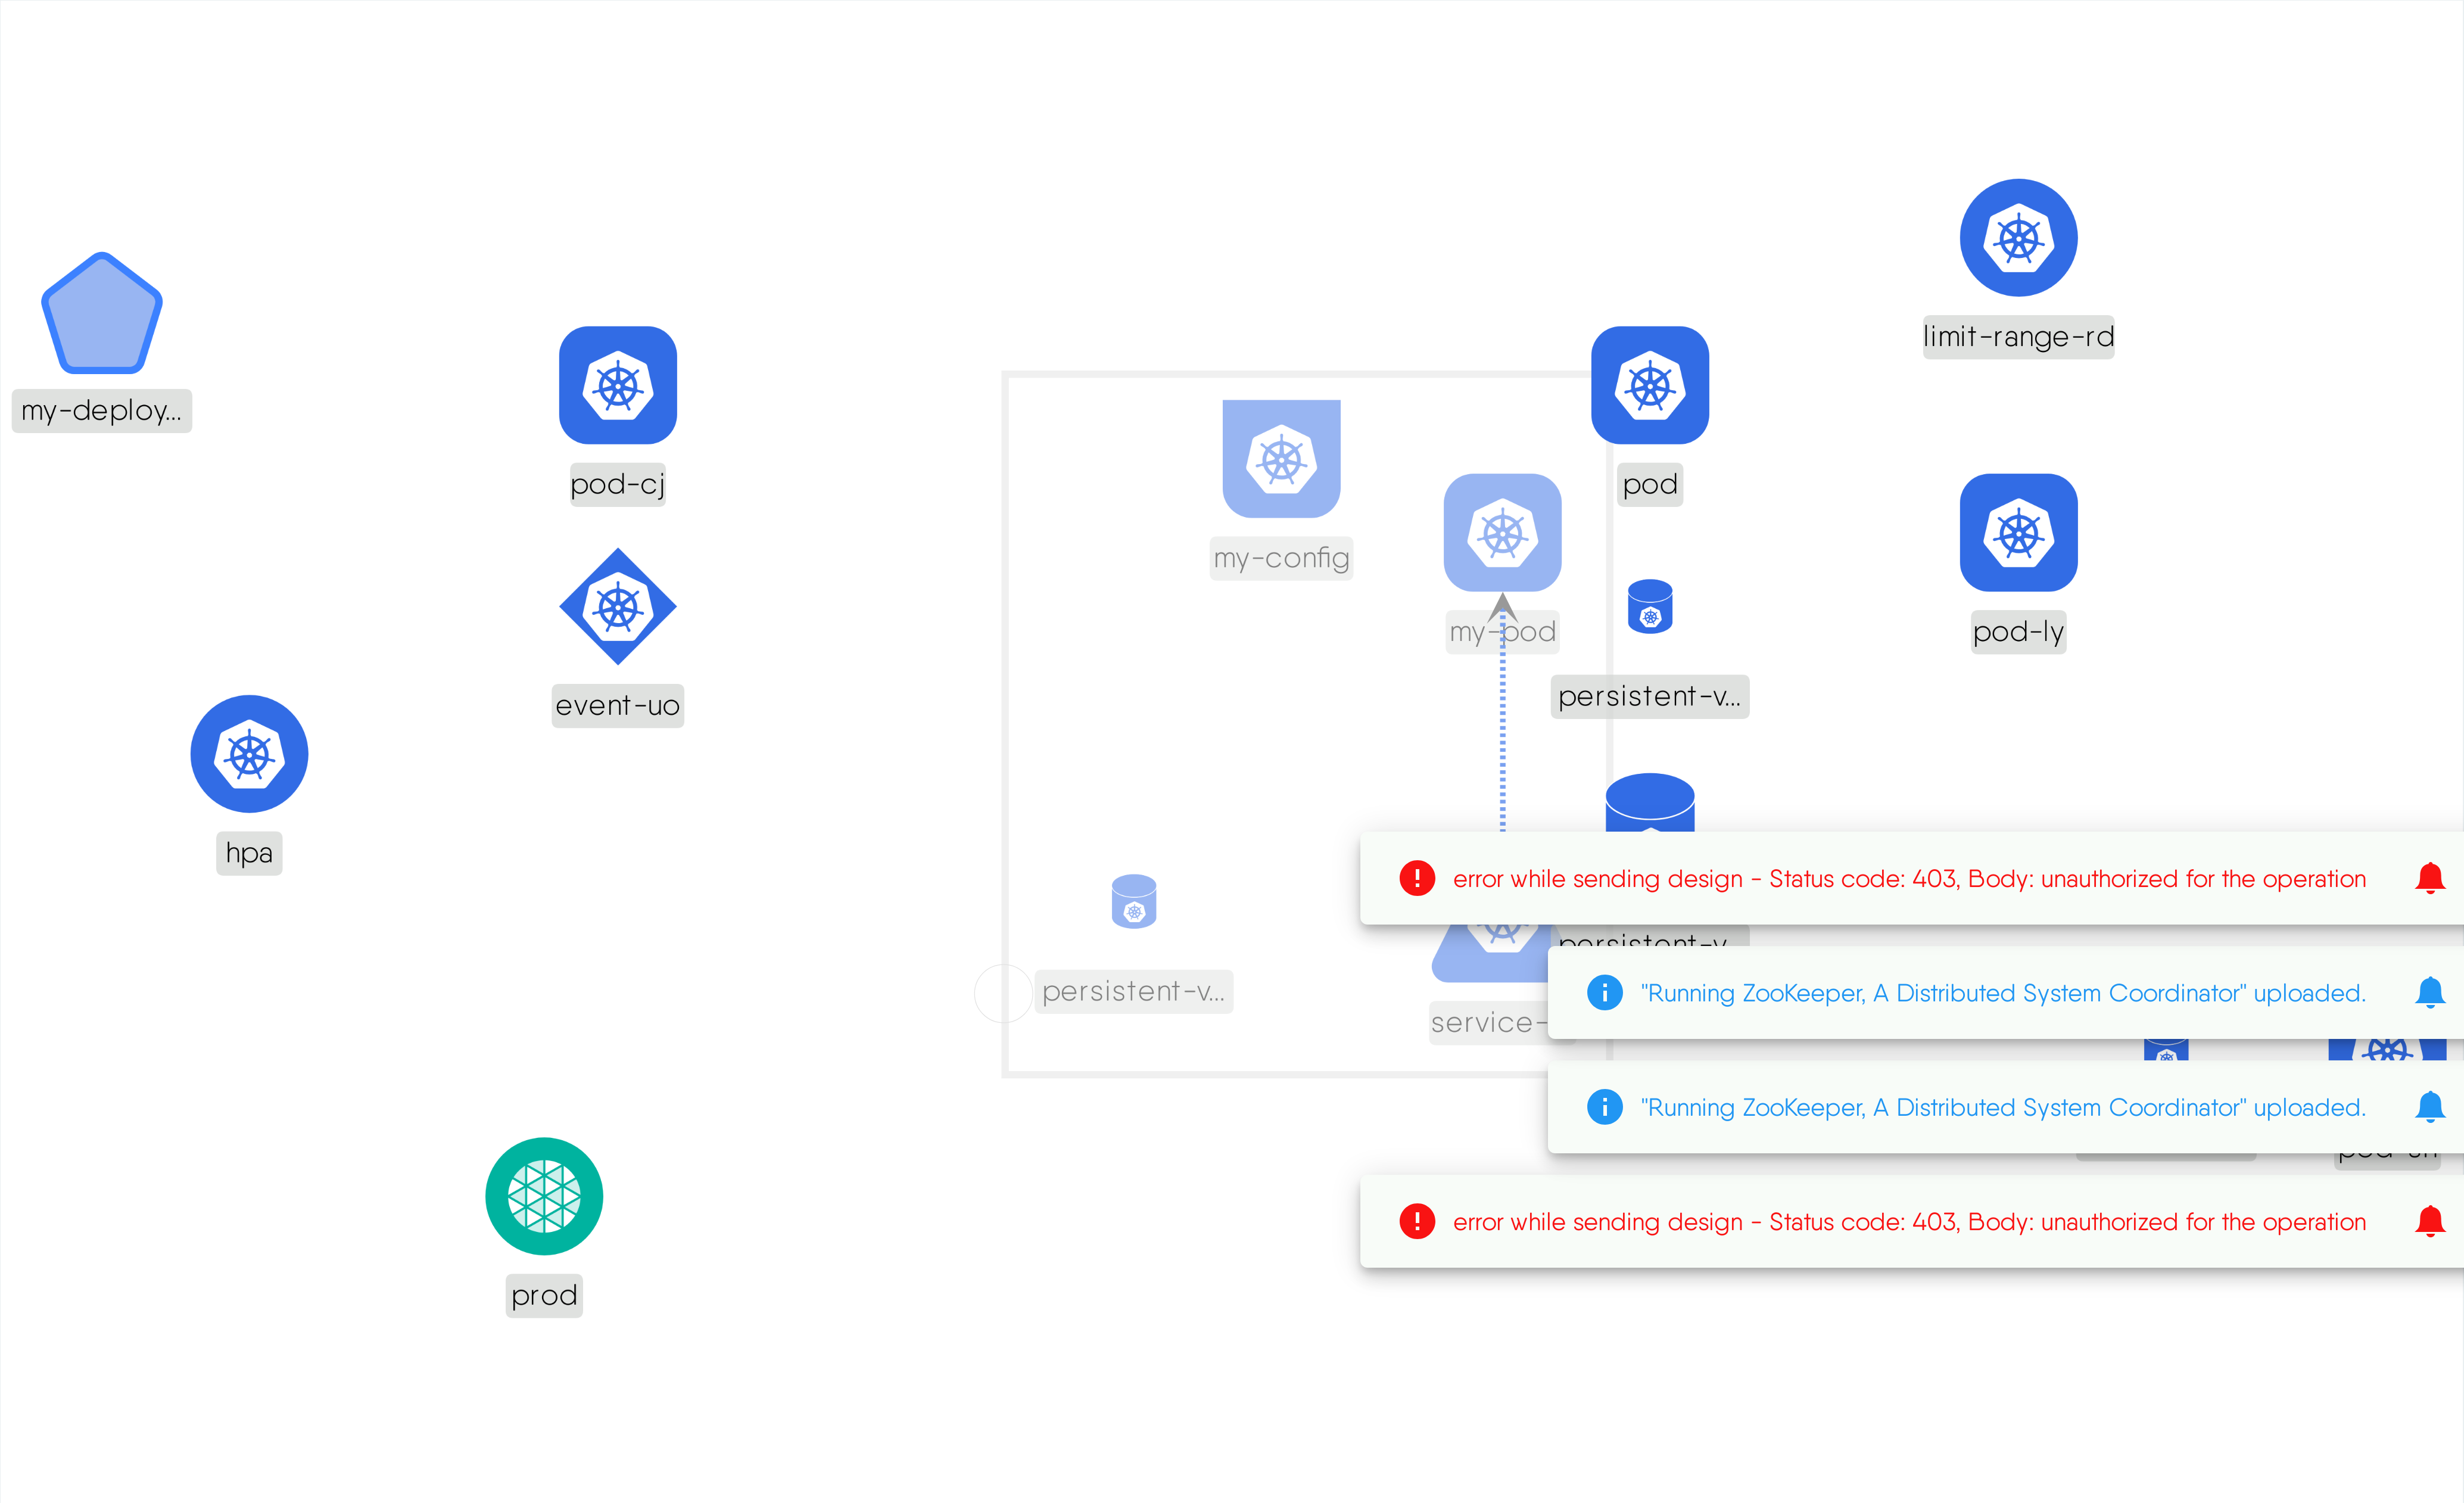 limit-range-rd
my-deploy...
pod-cj
pod
my-config
my-pod
pod-ly
persistent-v...
event-uo
hpa
error while sending design - Status code: 403, Body: unauthorized for the operation
persistent-v...
persistent-v...
"Running ZooKeeper, A Distributed System Coordinator" uploaded.
service-
"Running ZooKeeper, A Distributed System Coordinator" uploaded.
error while sending design - Status code: 403, Body: unauthorized for the operation
prod